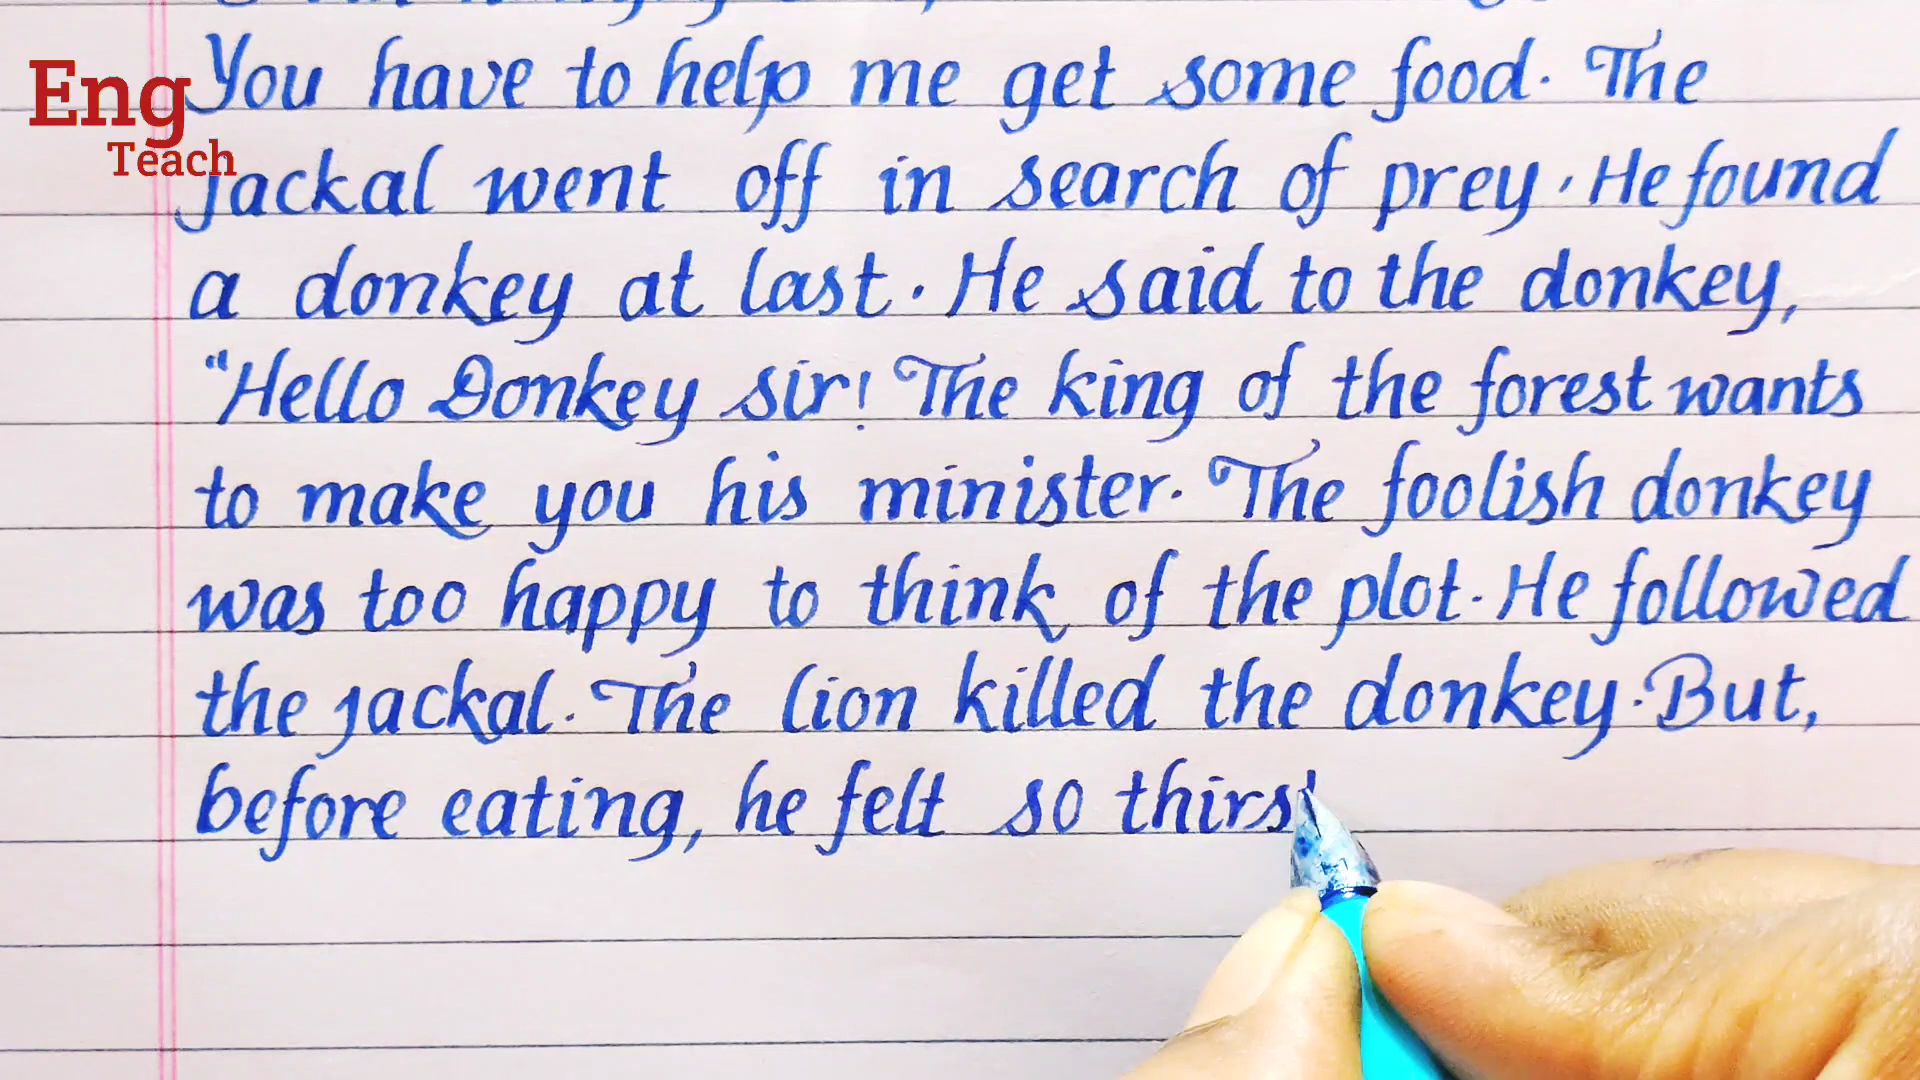 You have to help me get some food. The
Eng
Teach
jackal went off in search of prey. He found
a donkey at last. He said to the donkey,
"Hello Donkey sir! The king of the forest wants
to make you his minister. The foolish donkey
was too happy to think of the plot. He followed
the jackal. The lion killed the donkey. But,
before eating, he felt so thirs